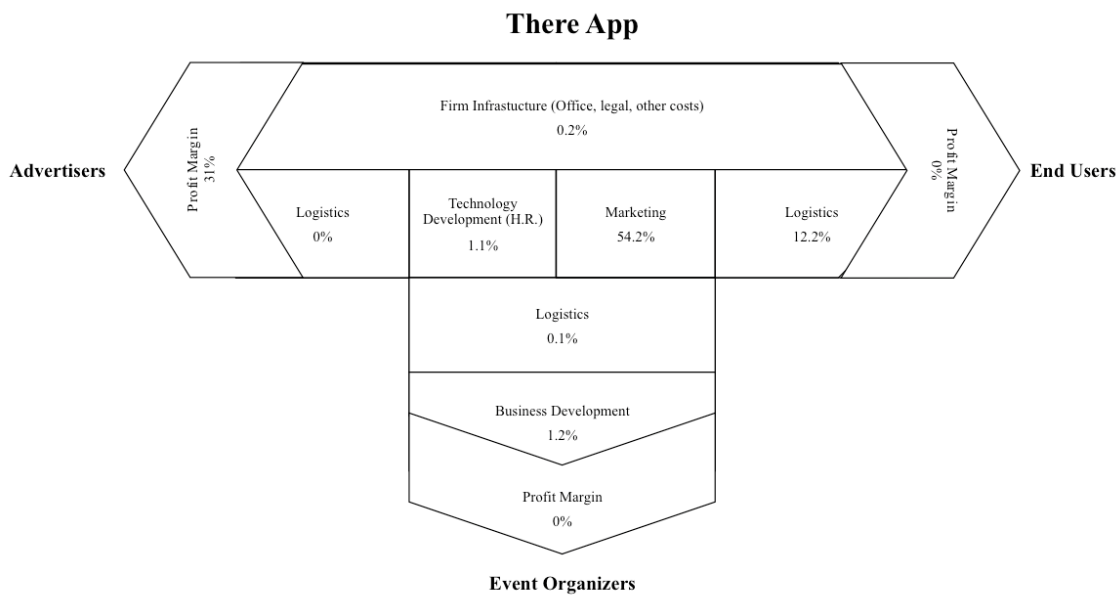 There App
Firm Infrastucture (Office, legal, other costs)
0.2%
Advertisers
Profit Margin
31%
Profit Margin
0%
End Users
Logistics
0%
Technology
Development (H.R.)
1.1%
Marketing
54.2%
Logistics
12.2%
Logistics
0.1%
Business Development
1.2%
Profit Margin
0%
Event Organizers